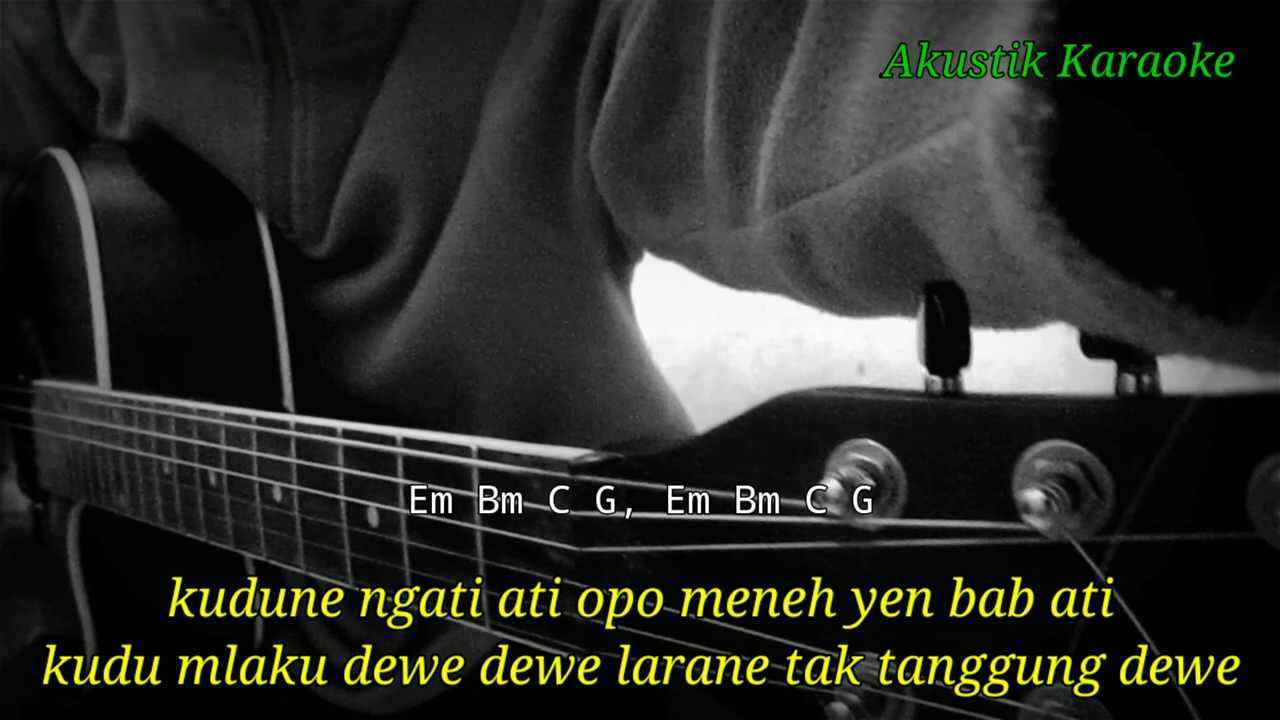 Akustik Karaoke
Em Bm C G, Em Bm C G
kudune ngati ati opo meneh yen bab ati
kudu mlaku dewe dewe larane tak tanggung dewe